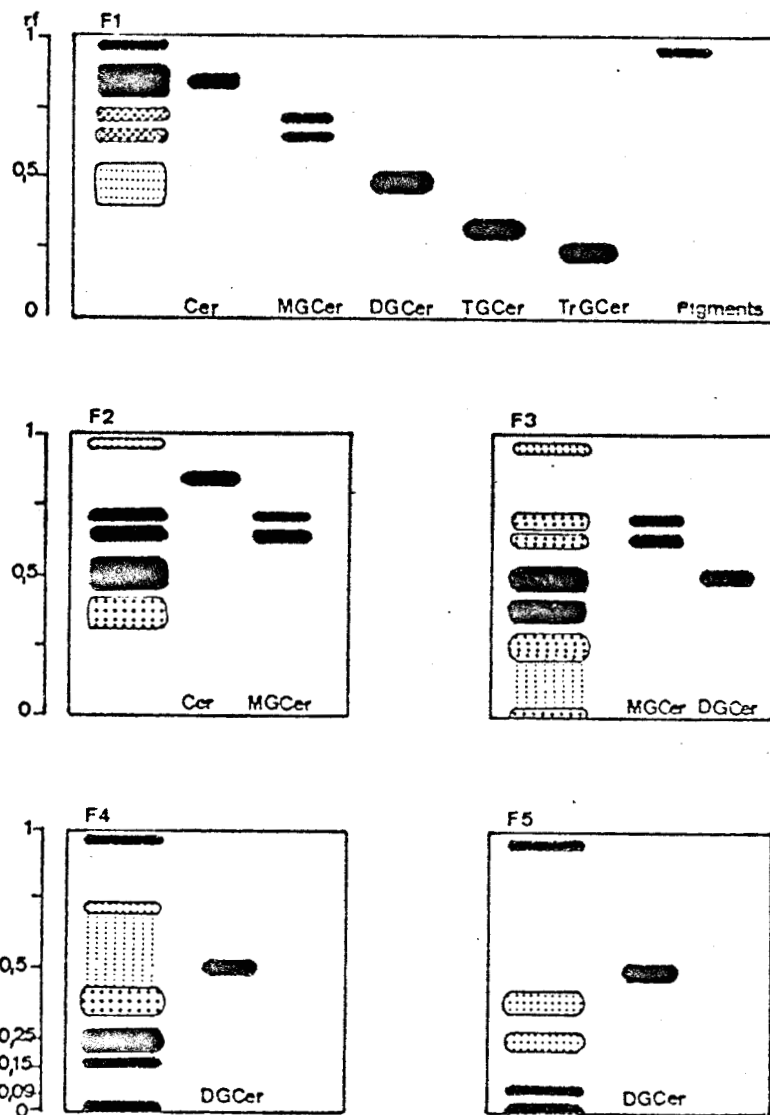 rf
F1
1
0,5
0
Cer MGCer DGCer TGCer TrGCer Pigments
F2
1
0,5
0
Cer MGCer
F3
MGCer DGCer
F4
1
0,5
0,25
0,15
0,09
0
DGCer
F5
DGCer